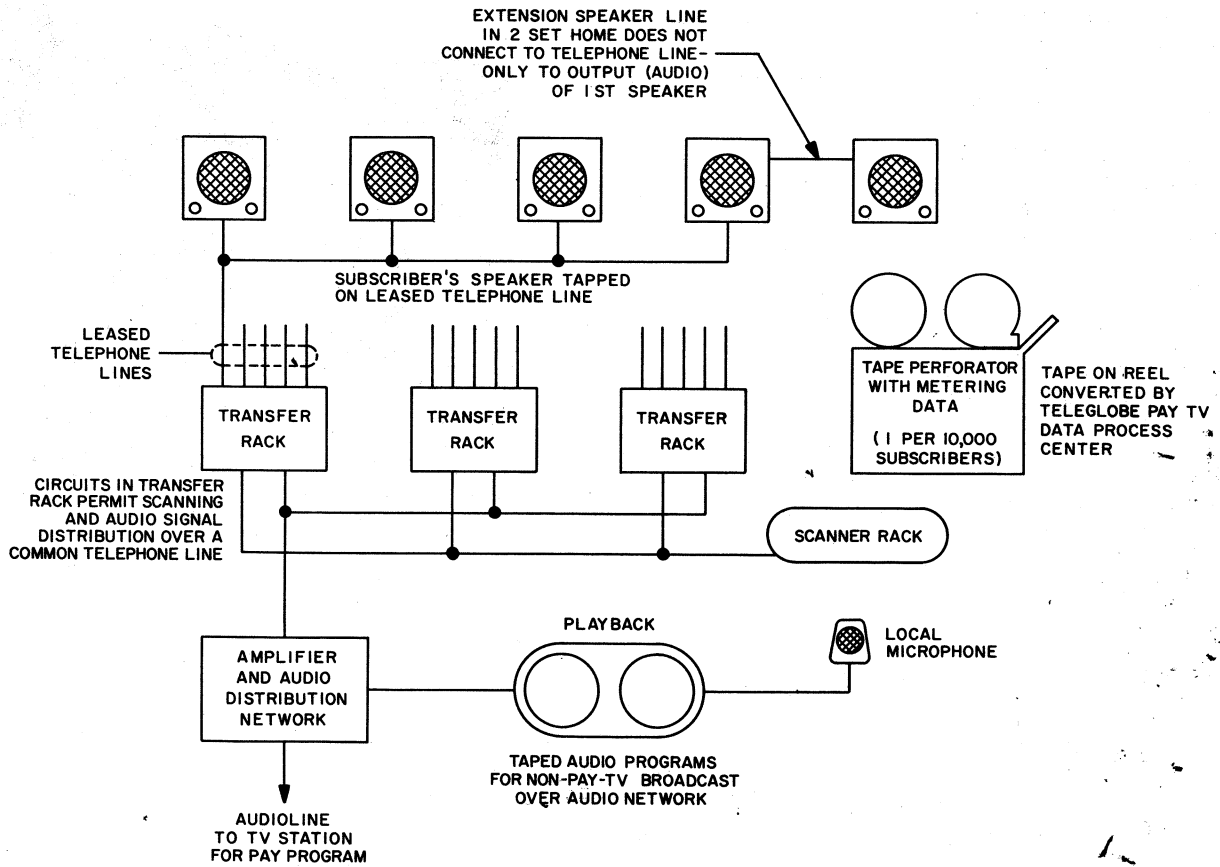 EXTENSION SPEAKER LINE
IN 2 SET HOME DOES NOT
CONNECT TO TELEPHONE LINE-
ONLY TO OUTPUT (AUDIO)
OF 1ST SPEAKER
SUBSCRIBER'S SPEAKER TAPPED
ON LEASED TELEPHONE LINE
LEASED
TELEPHONE
LINES
TRANSFER
RACK
TRANSFER
RACK
TRANSFER
RACK
TAPE PERFORATOR
WITH METERING
DATA
(1 PER 10,000
SUBSCRIBERS)
TAPE ON REEL
CONVERTED BY
TELEGLOBE PAY TV
DATA PROCESS
CENTER
CIRCUITS IN TRANSFER
RACK PERMIT SCANNING
AND AUDIO SIGNAL
DISTRIBUTION OVER A
COMMON TELEPHONE LINE
SCANNER RACK
PLAYBACK
LOCAL
MICROPHONE
AMPLIFIER
AND AUDIO
DISTRIBUTION
NETWORK
TAPED AUDIO PROGRAMS
FOR NON-PAY-TV BROADCAST
OVER AUDIO NETWORK
AUDIOLINE
TO TV STATION
FOR PAY PROGRAM